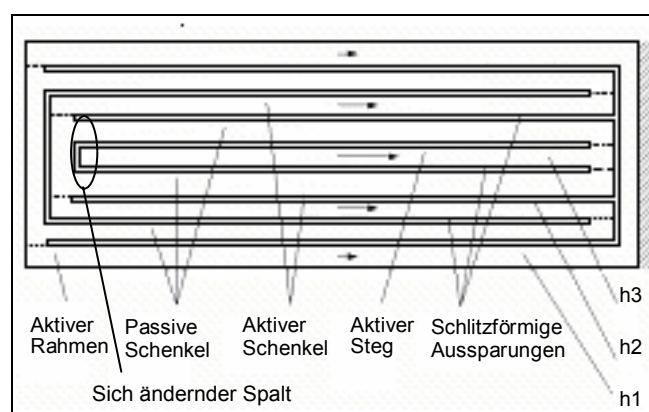 h3
Aktiver Passive Aktiver Aktiver Schlitzförmige
Rahmen Schenkel Schenkel Steg Aussparungen
h2
Sich ändernder Spalt
h1